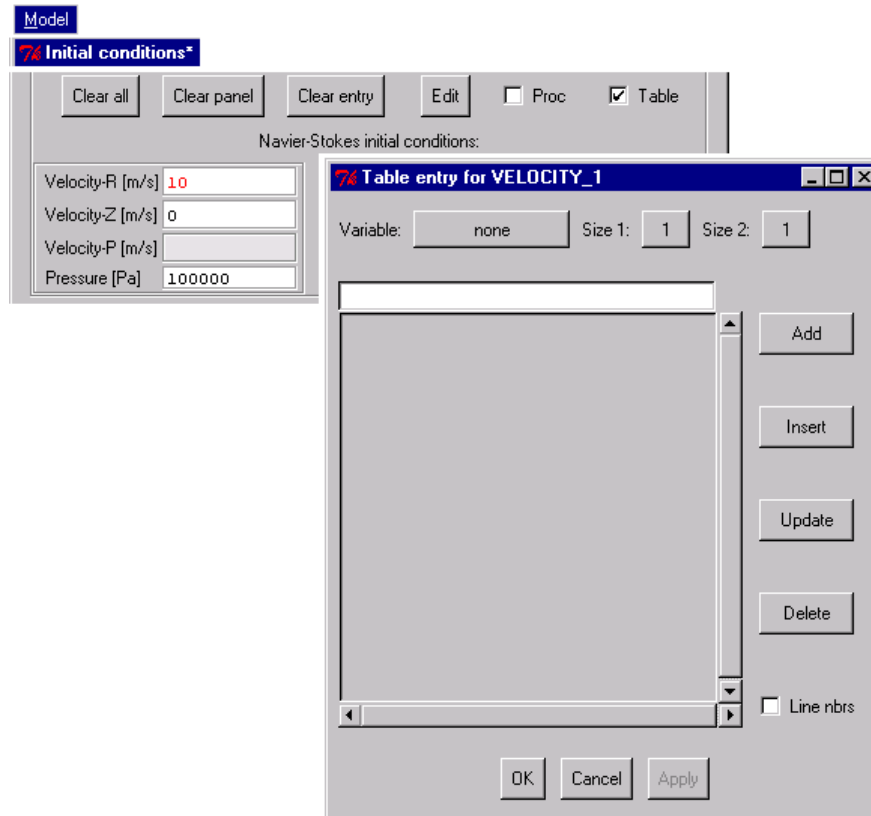 Model
Initial conditions*
Clear all Clear panel Clear entry Edit Proc Table
Navier-Stokes initial conditions:
Velocity-R [m/s] 10
Velocity-Z [m/s] 0
Velocity-P [m/s]
Pressure [Pa] 100000
Table entry for VELOCITY_1
Variable: none Size 1: 1 Size 2: 1
Add
Insert
Update
Delete
Line nbrs
OK Cancel Apply